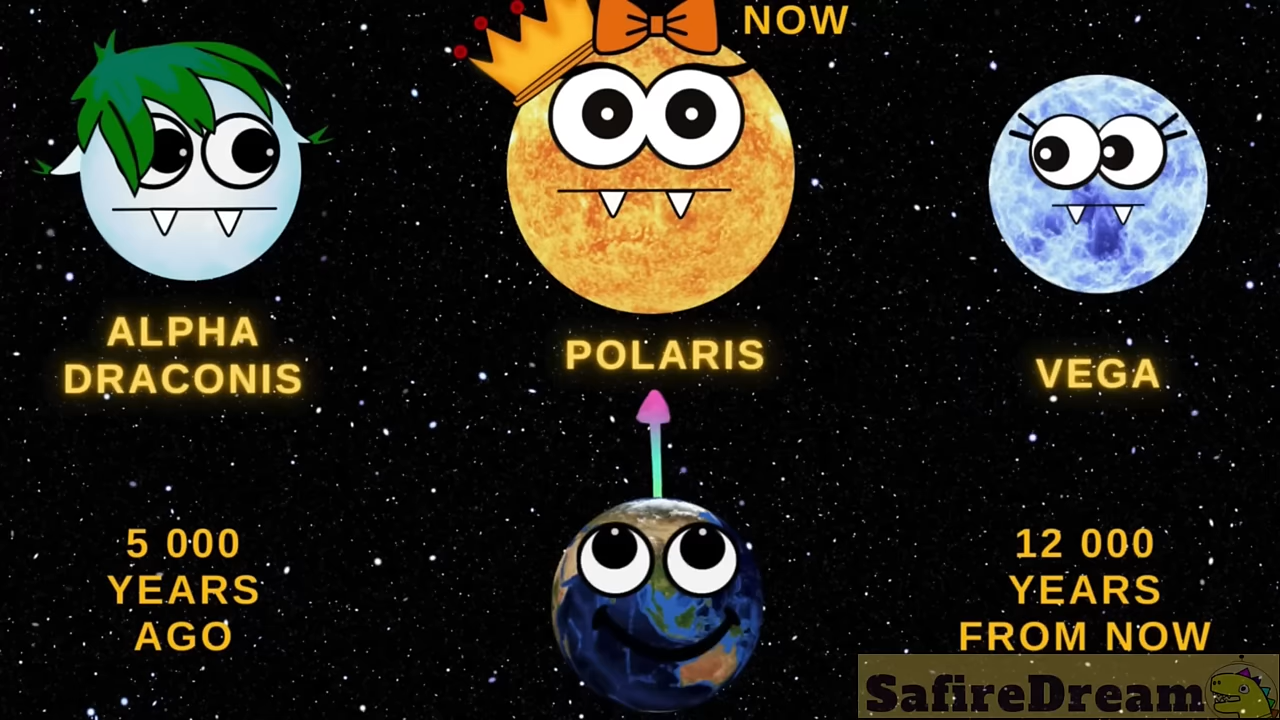 NOW
ALPHA
DRACONIS
POLARIS
VEGA
5 000
YEARS
AGO
12 000
YEARS
FROM NOW
SafireDream